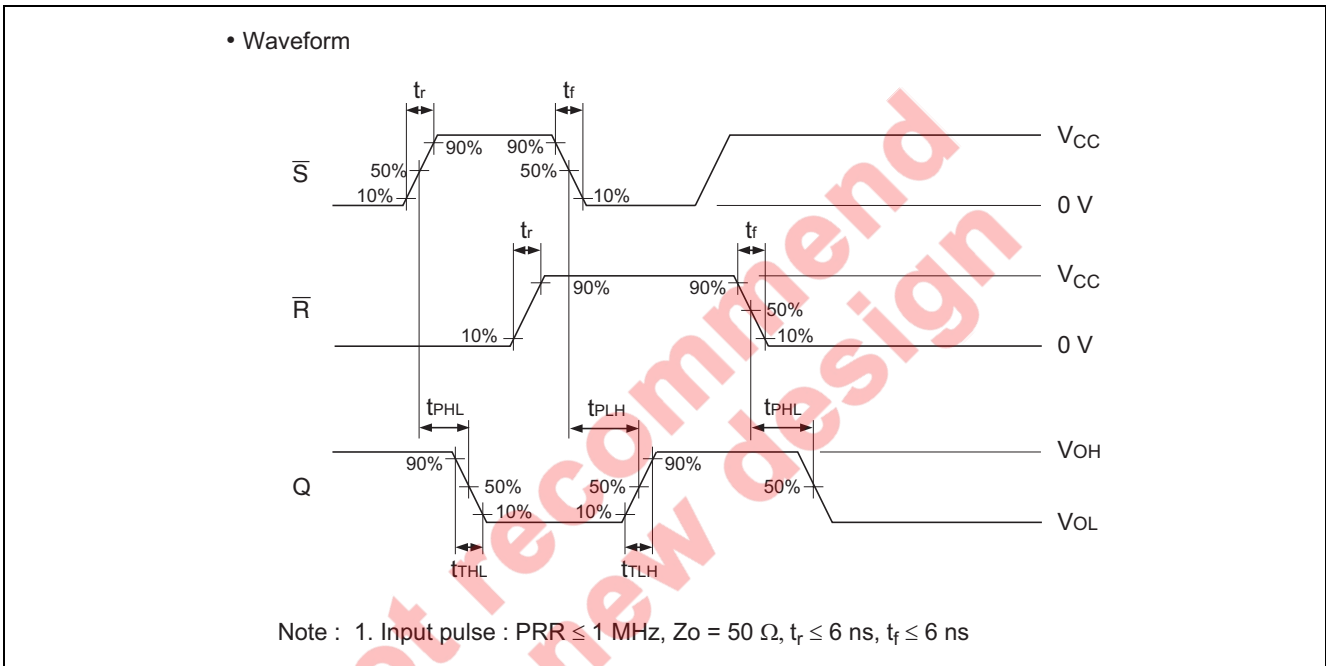 • Waveform
tr tf
90% 90% VCC
S̅ 50% 50%
10% 10% 0 V
tr tf
90% 90% VCC
R̅ 50%
10% 10% 0 V
tPHL tPLH tPHL
90% 90% VOH
Q 50% 50% 50%
10% 10% VOL
tTHL tTLH
Note : 1. Input pulse : PRR ≤ 1 MHz, Zo = 50 Ω, tr ≤ 6 ns, tf ≤ 6 ns
recommend
new design